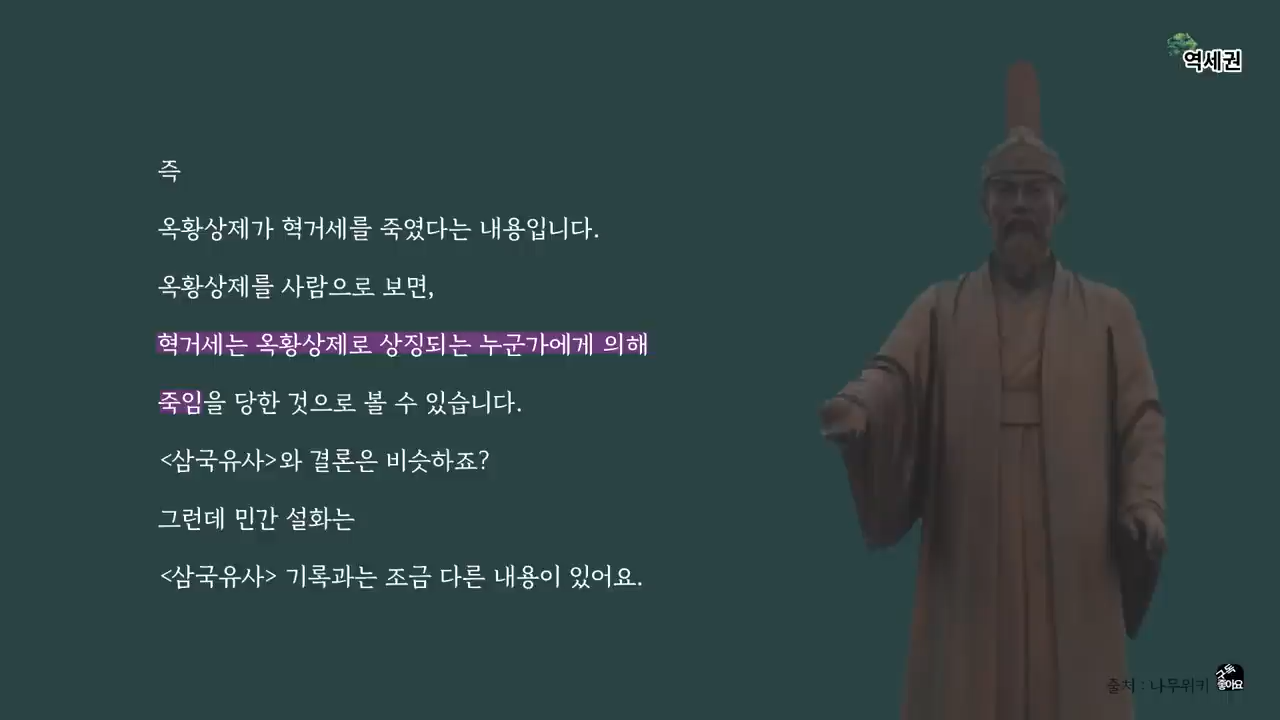 역세권
즉
옥황상제가 혁거세를 죽였다는 내용입니다.
옥황상제를 사람으로 보면,
혁거세는 옥황상제로 상징되는 누군가에게 의해
죽임을 당한 것으로 볼 수 있습니다.
<삼국유사>와 결론은 비슷하죠?
그런데 민간 설화는
<삼국유사> 기록과는 조금 다른 내용이 있어요.
출처 : 나무위키
구독
좋아요